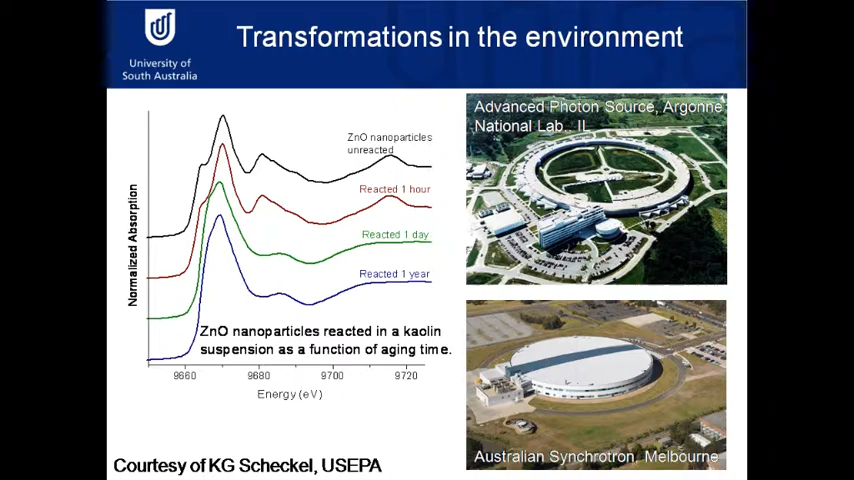 Transformations in the environment
University of
South Australia
Normalized Absorption
ZnO nanoparticles
unreacted
Reacted 1 hour
Reacted 1 day
Reacted 1 year
ZnO nanoparticles reacted in a kaolin
suspension as a function of aging time.
9660 9680 9700 9720
Energy (eV)
Courtesy of KG Scheckel, USEPA
Advanced Photon Source, Argonne
National Lab., IL
Australian Synchrotron, Melbourne